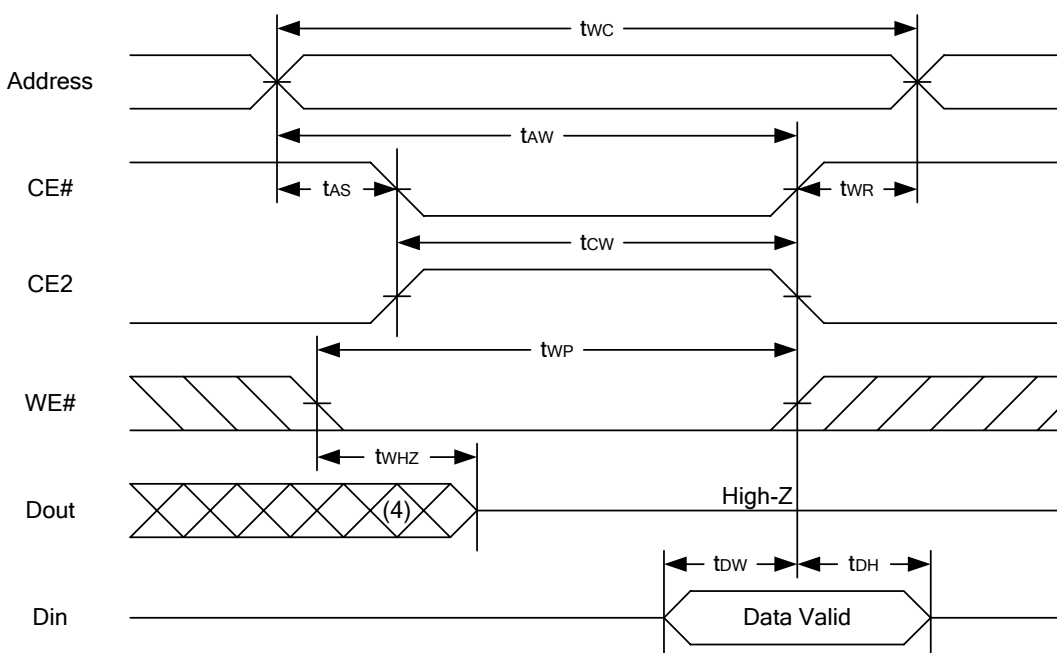 tWC
Address
tAW
CE#
tAS
tWR
tCW
CE2
tWP
WE#
tWHZ
Dout
(4)
High-Z
tDW
tDH
Din
Data Valid